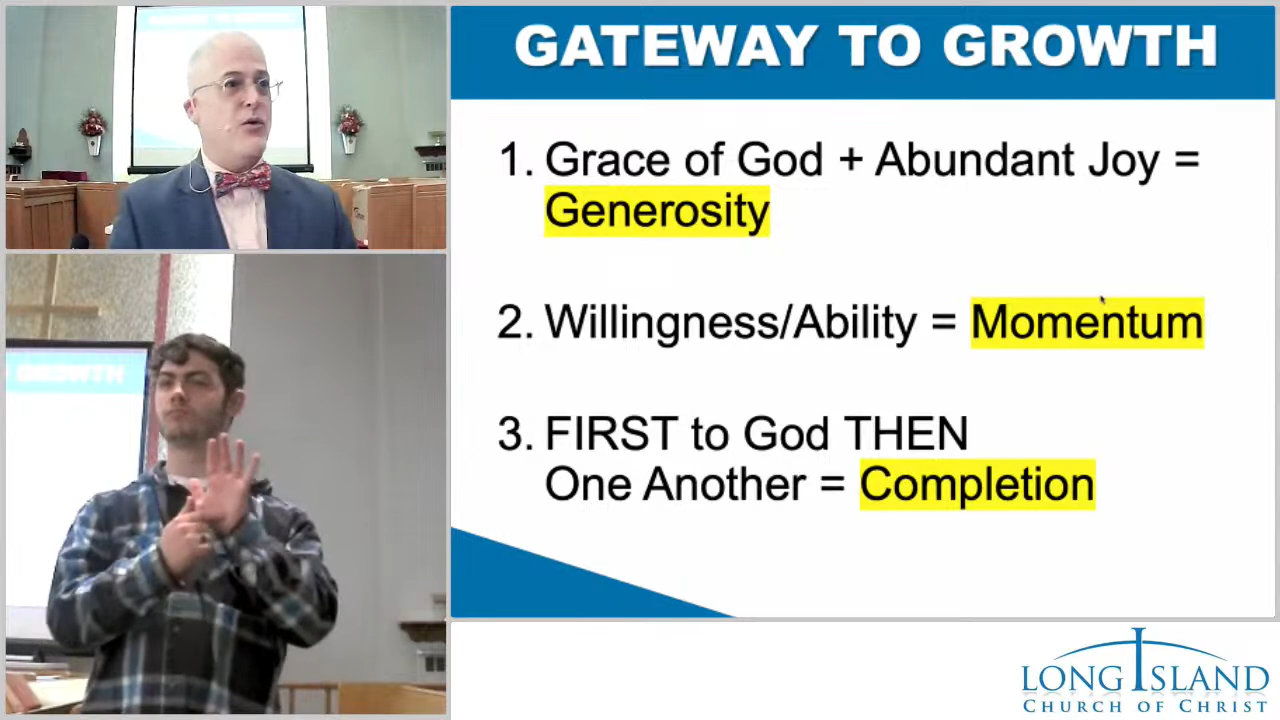 GATEWAY TO GROWTH
1. Grace of God + Abundant Joy =
Generosity
2. Willingness/Ability = Momentum
3. FIRST to God THEN
One Another = Completion
GROWTH
LONG ISLAND
CHURCH OF CHRIST